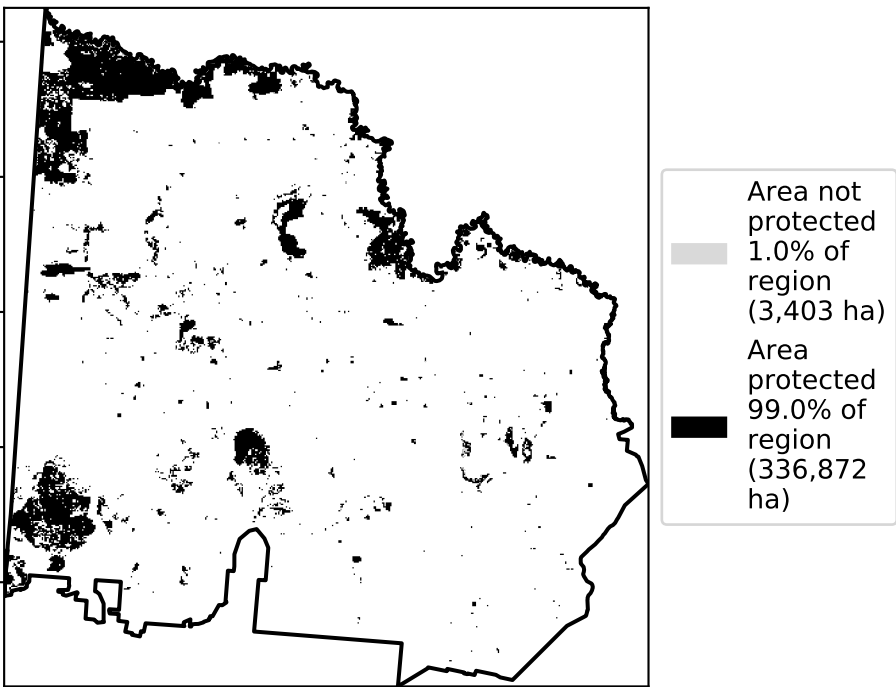 Area not
protected
1.0% of
region
(3,403 ha)
Area
protected
99.0% of
region
(336,872
ha)